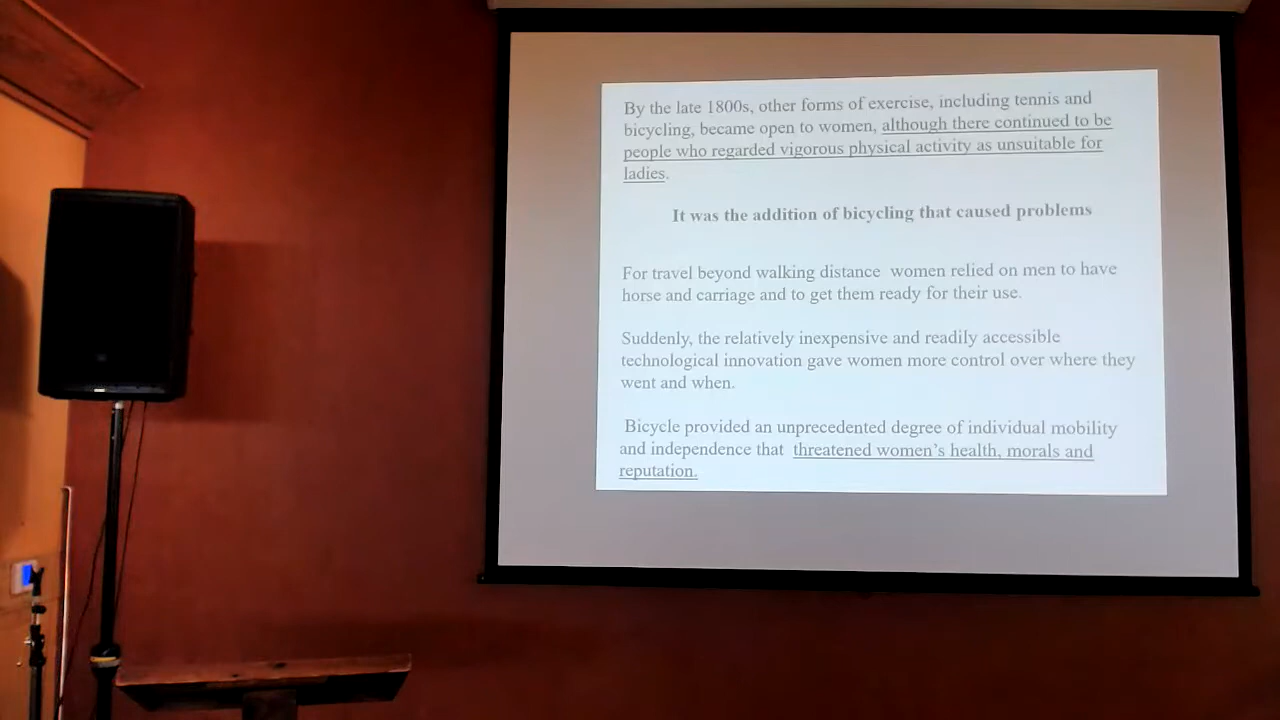 By the late 1800s, other forms of exercise, including tennis and
bicycling, became open to women, although there continued to be
people who regarded vigorous physical activity as unsuitable for
ladies.
It was the addition of bicycling that caused problems
For travel beyond walking distance  women relied on men to have
horse and carriage and to get them ready for their use.
Suddenly, the relatively inexpensive and readily accessible
technological innovation gave women more control over where they
went and when.
Bicycle provided an unprecedented degree of individual mobility
and independence that  threatened women’s health, morals and
reputation.